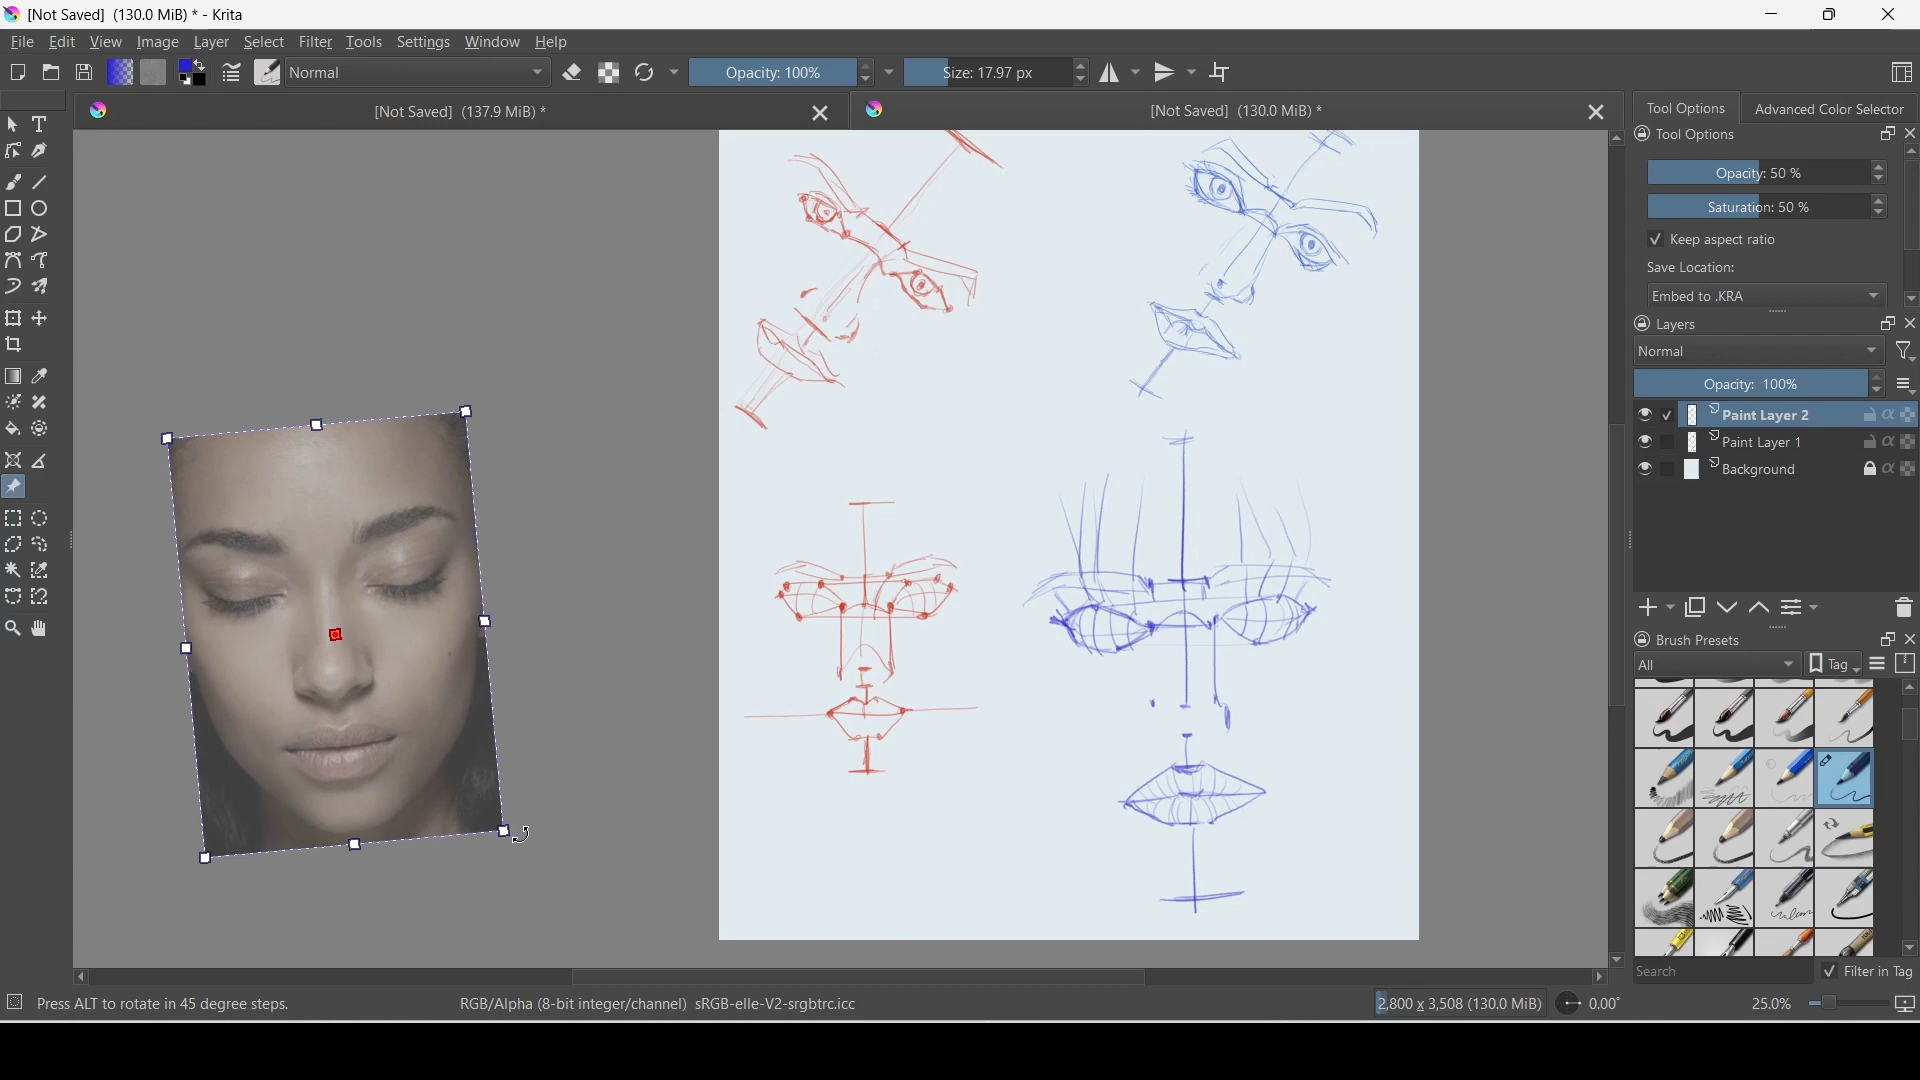 [Not Saved] (130.0 MiB) * - Krita
File Edit View Image Layer Select Filter Tools Settings Window Help
Normal Opacity: 100% Size: 17.97 px
[Not Saved] (137.9 MiB) * [Not Saved] (130.0 MiB) * Tool Options Advanced Color Selector
Tool Options
Opacity: 50 %
Saturation: 50 %
Keep aspect ratio
Save Location:
Embed to .KRA
Layers
Normal
Opacity: 100%
Paint Layer 2
Paint Layer 1
Background
Brush Presets
All Tag
Search Filter in Tag
Press ALT to rotate in 45 degree steps. RGB/Alpha (8-bit integer/channel) sRGB-elle-V2-srgbtrc.icc 2,800 x 3,508 (130.0 MiB) 0.00° 25.0%